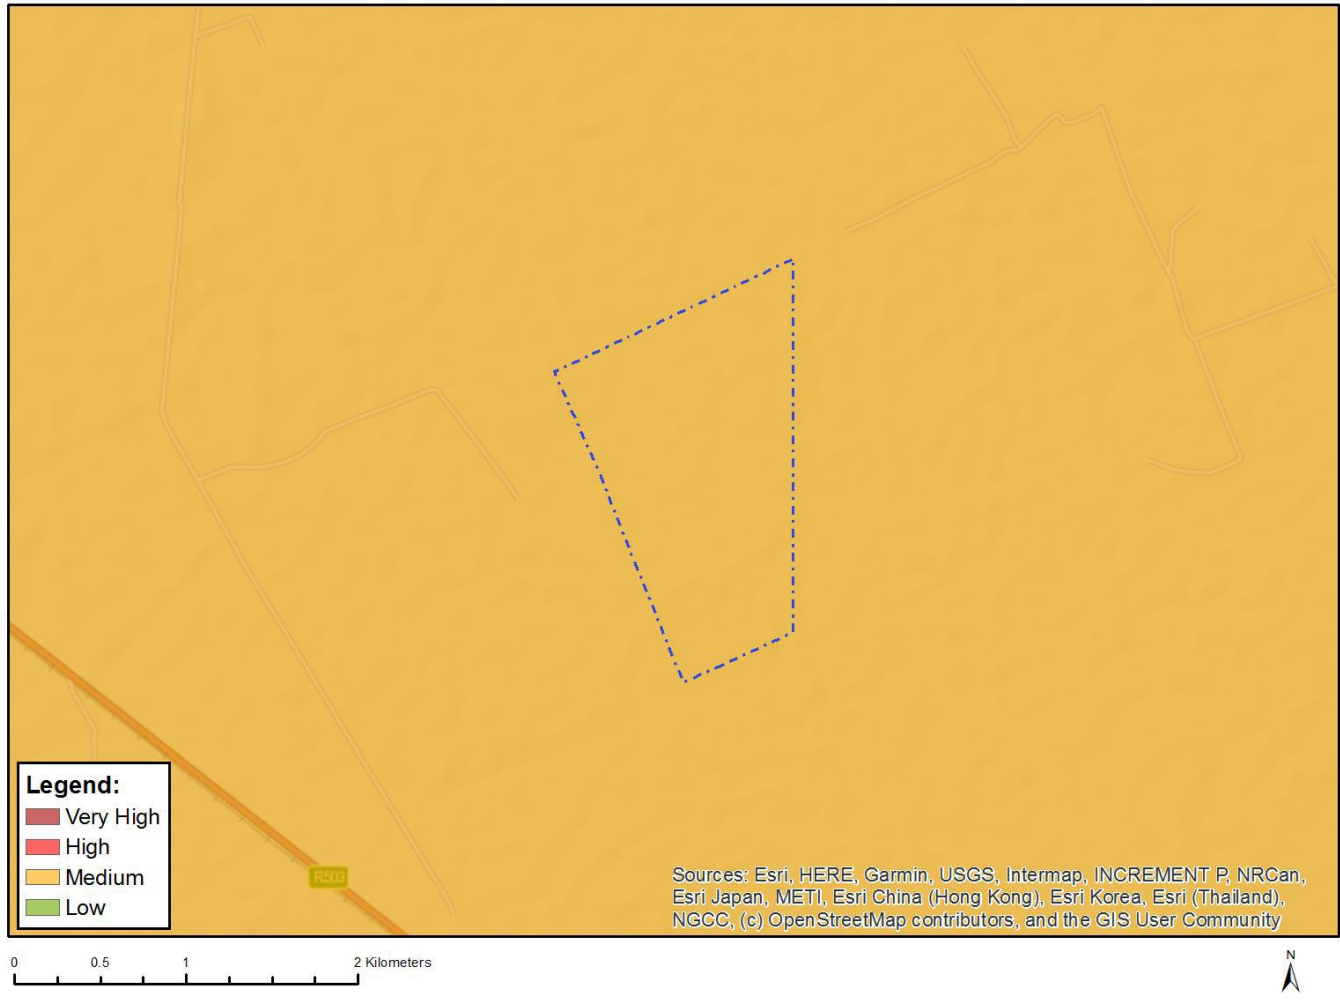 Legend:
Very High
High
Medium
Low
R503
Sources: Esri, HERE, Garmin, USGS, Intermap, INCREMENT P, NRCan,
Esri Japan, METI, Esri China (Hong Kong), Esri Korea, Esri (Thailand),
NGCC, (c) OpenStreetMap contributors, and the GIS User Community
0 0.5 1 2 Kilometers
N